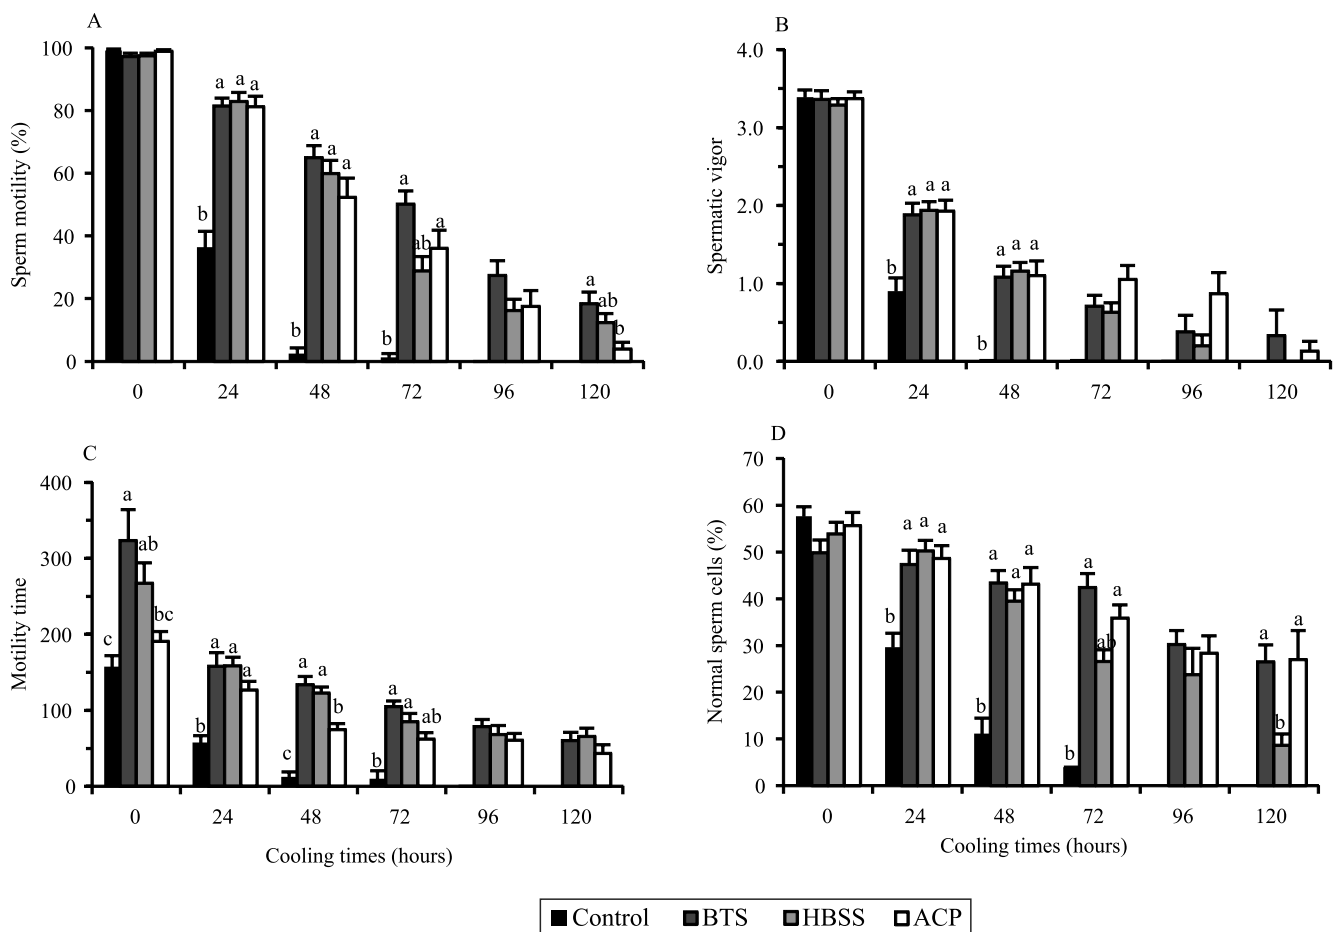 A
Sperm motility (%)
100
80
60
40
20
0
a a a
b
a a a
b
a ab a
b
a ab b
0 24 48 72 96 120
B
Spermatic vigor
4.0
3.0
2.0
1.0
0.0
a a a
b
a a a
b
0 24 48 72 96 120
C
Motility time
400
300
200
100
0
c a ab bc
b a a a
c a a b
b a a ab
0 24 48 72 96 120
Cooling times (hours)
D
Normal sperm cells (%)
70
60
50
40
30
20
10
0
b a a a
b a a a
b a ab a
a b a
0 24 48 72 96 120
Cooling times (hours)
Control BTS HBSS ACP